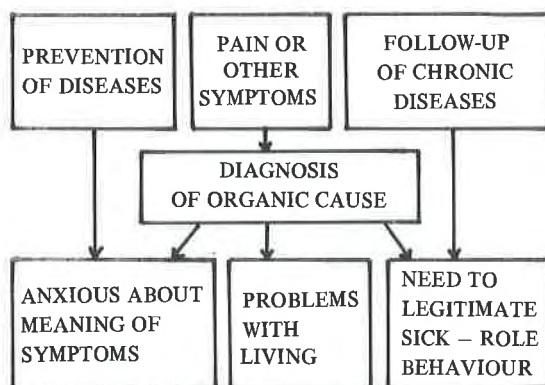 PREVENTION
OF DISEASES
PAIN OR
OTHER
SYMPTOMS
FOLLOW-UP
OF CHRONIC
DISEASES
DIAGNOSIS
OF ORGANIC CAUSE
ANXIOUS ABOUT
MEANING OF
SYMPTOMS
PROBLEMS
WITH
LIVING
NEED TO
LEGITIMATE
SICK – ROLE
BEHAVIOUR